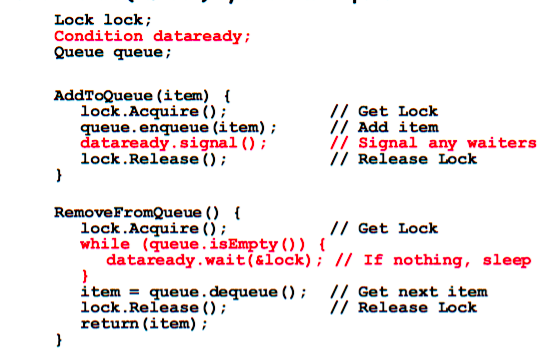 Lock lock;
Condition dataready;
Queue queue;
AddToQueue(item) {
lock.Acquire(); // Get Lock
queue.enqueue(item); // Add item
dataready.signal(); // Signal any waiters
lock.Release(); // Release Lock
}
RemoveFromQueue() {
lock.Acquire(); // Get Lock
while (queue.isEmpty()) {
dataready.wait(&lock); // If nothing, sleep
}
item = queue.dequeue(); // Get next item
lock.Release(); // Release Lock
return(item);
}